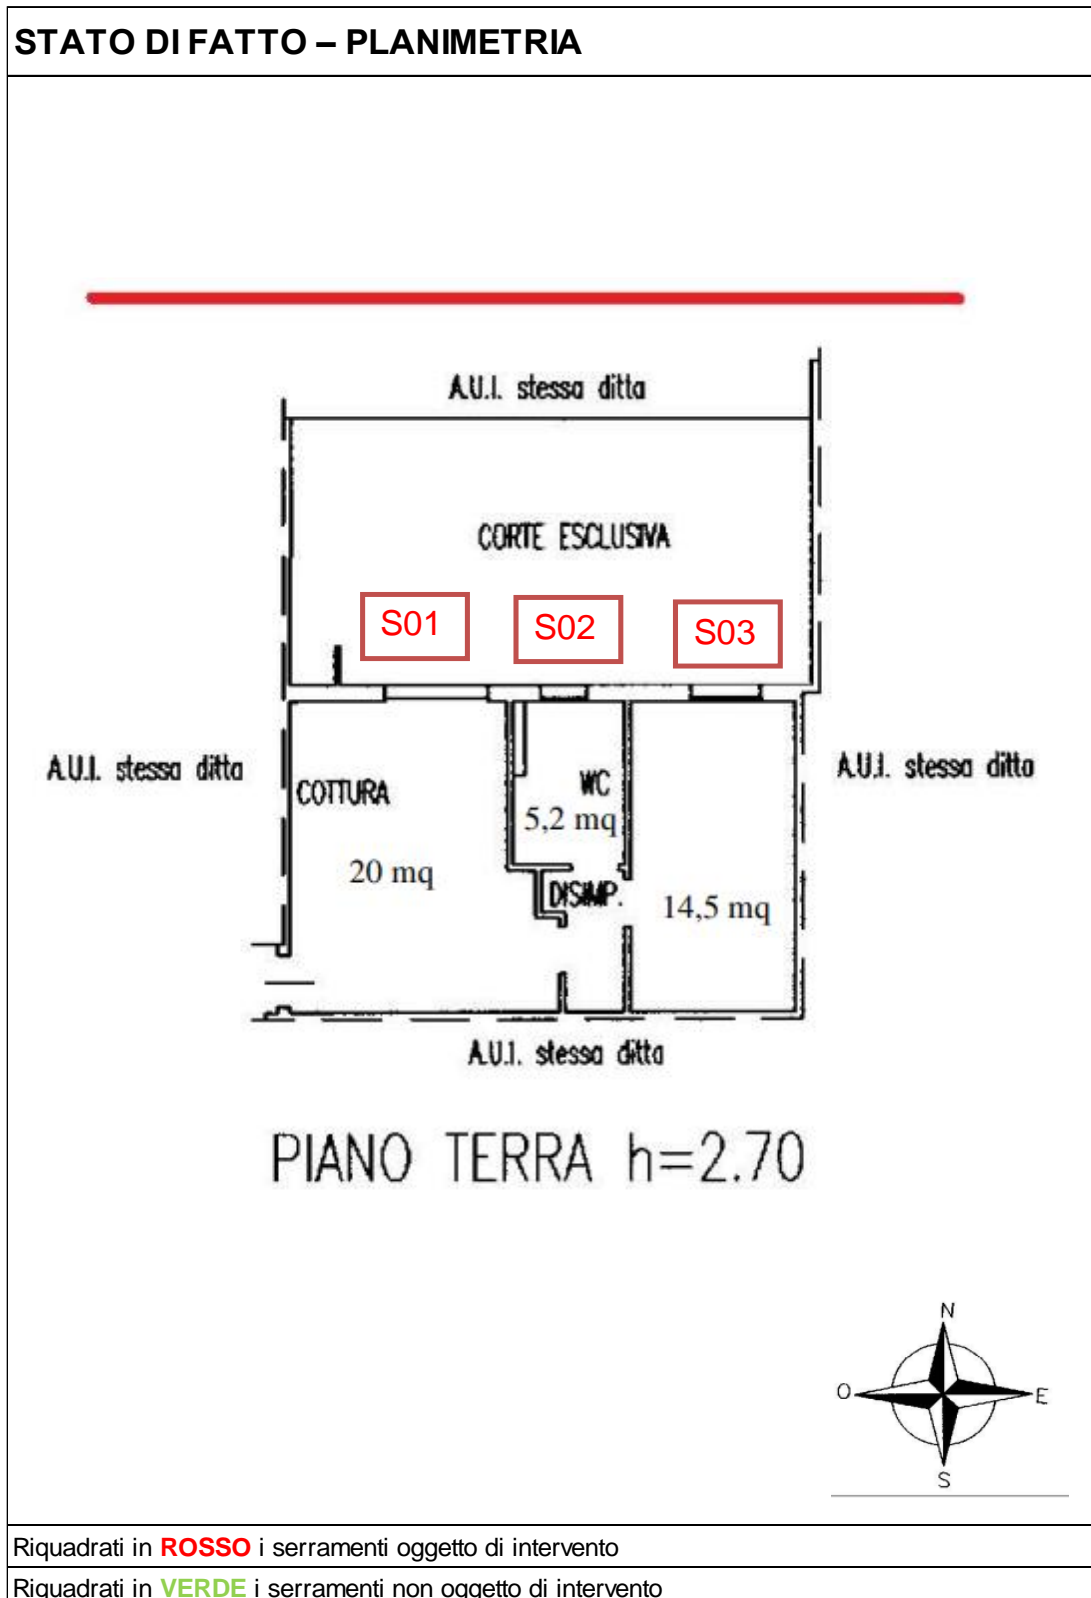 STATO DI FATTO – PLANIMETRIA
A.U.I. stessa ditta
CORTE ESCLUSIVA
S01 S02 S03
A.U.I. stessa ditta
A.U.I. stessa ditta
COTTURA
WC
5,2 mq
20 mq
DISIMP.
14,5 mq
A.U.I. stessa ditta
PIANO TERRA h=2.70
N
O
E
S
Riquadrati in ROSSO i serramenti oggetto di intervento
Riquadrati in VERDE i serramenti non oggetto di intervento